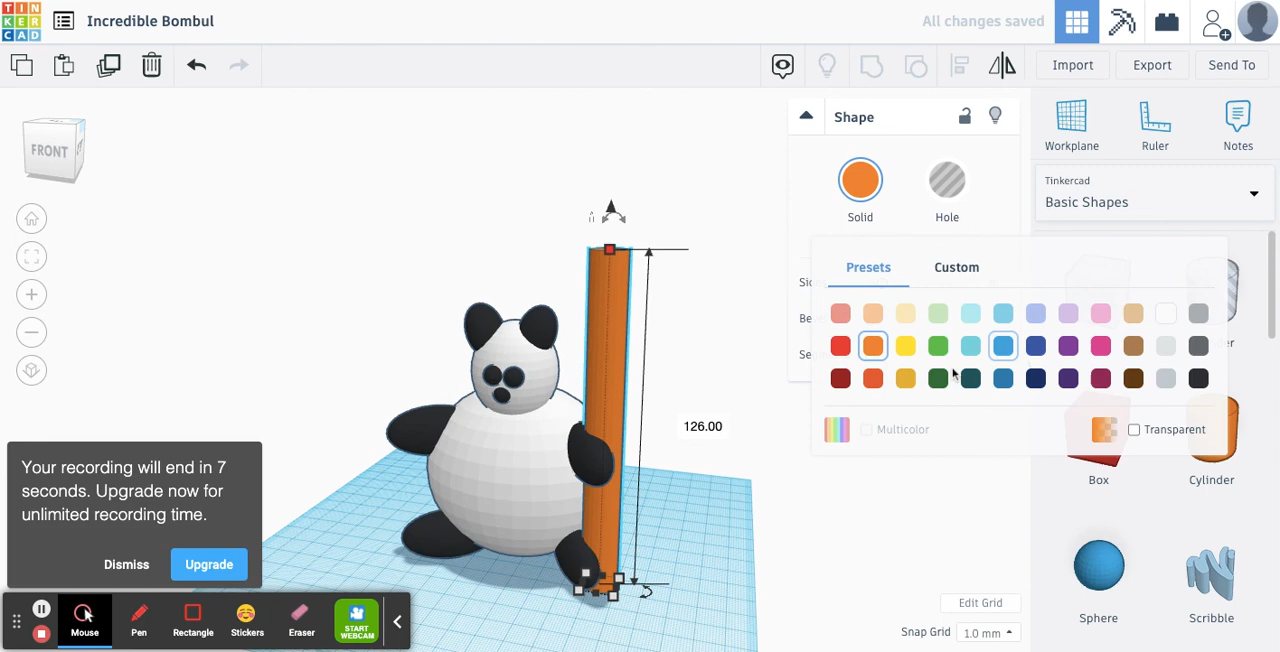 TIN
KER
CAD
Incredible Bombul
All changes saved
Import
Export
Send To
FRONT
Shape
Solid
Hole
Workplane
Ruler
Notes
Tinkercad
Basic Shapes
Presets
Custom
Multicolor
Transparent
126.00
Box
Cylinder
Sphere
Scribble
Edit Grid
Snap Grid
1.0 mm
Your recording will end in 7
seconds. Upgrade now for
unlimited recording time.
Dismiss
Upgrade
Mouse
Pen
Rectangle
Stickers
Eraser
START
WEBCAM